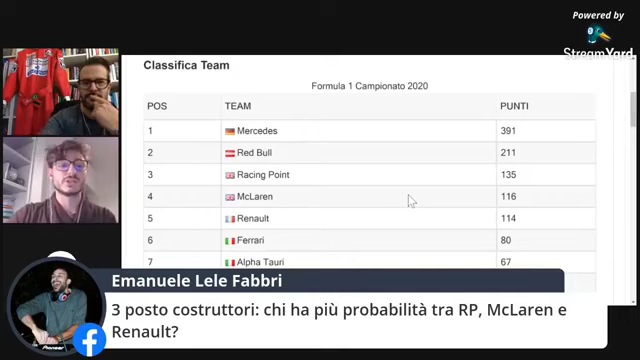 Powered by
StreamYard
Classifica Team
Formula 1 Campionato 2020
POS TEAM PUNTI
1 Mercedes 391
2 Red Bull 211
3 Racing Point 135
4 McLaren 116
5 Renault 114
6 Ferrari 80
7 Alpha Tauri 67
Emanuele Lele Fabbri
3 posto costruttori: chi ha più probabilità tra RP, McLaren e
Renault?
Pioneer